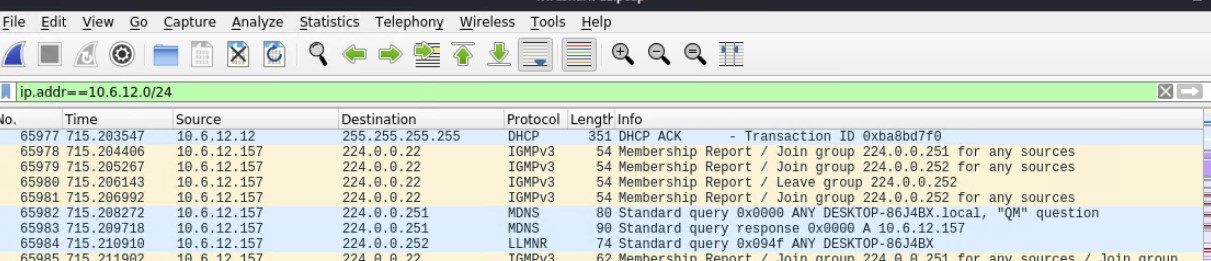 File Edit View Go Capture Analyze Statistics Telephony Wireless Tools Help
ip.addr==10.6.12.0/24
No. Time Source Destination Protocol Length Info
65977 715.203547 10.6.12.12 255.255.255.255 DHCP 351 DHCP ACK - Transaction ID 0xba8bd7f0
65978 715.204406 10.6.12.157 224.0.0.22 IGMPv3 54 Membership Report / Join group 224.0.0.251 for any sources
65979 715.205267 10.6.12.157 224.0.0.22 IGMPv3 54 Membership Report / Join group 224.0.0.252 for any sources
65980 715.206143 10.6.12.157 224.0.0.22 IGMPv3 54 Membership Report / Leave group 224.0.0.252
65981 715.206992 10.6.12.157 224.0.0.22 IGMPv3 54 Membership Report / Join group 224.0.0.252 for any sources
65982 715.208272 10.6.12.157 224.0.0.251 MDNS 80 Standard query 0x0000 ANY DESKTOP-86J4BX.local, "QM" question
65983 715.209718 10.6.12.157 224.0.0.251 MDNS 90 Standard query response 0x0000 A 10.6.12.157
65984 715.210910 10.6.12.157 224.0.0.252 LLMNR 74 Standard query 0x094f ANY DESKTOP-86J4BX
65985 715.211902 10.6.12.157 224.0.0.22 IGMPv3 62 Membership Report / Join group 224.0.0.251 for any sources / Join group